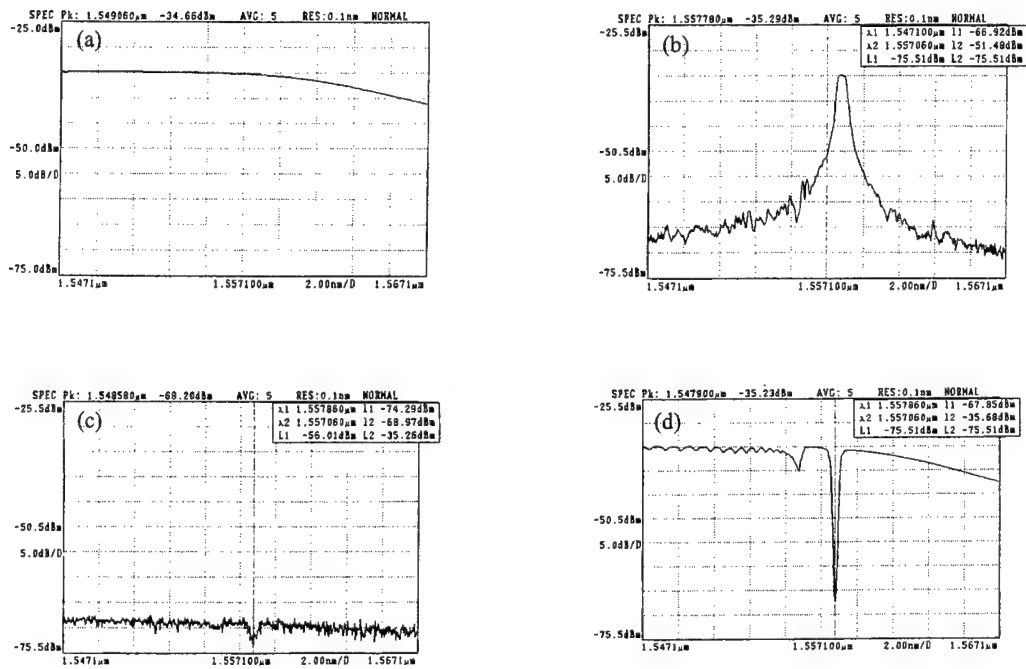 SPEC Pk: 1.549060µm -34.66dBm AVG: 5 RES:0.1nm NORMAL
-25.0dBm
(a)
-50.0dBm
5.0dB/D
-75.0dBm
1.5471µm 1.557100µm 2.00nm/D 1.5671µm
SPEC Pk: 1.557780µm -35.29dBm AVG: 5 RES:0.1nm NORMAL
-25.5dBm
(b)
λ1 1.547100µm l1 -66.92dBm
λ2 1.557060µm l2 -51.48dBm
L1 -75.51dBm L2 -75.51dBm
-50.5dBm
5.0dB/D
-75.5dBm
1.5471µm 1.557100µm 2.00nm/D 1.5671µm
SPEC Pk: 1.548580µm -68.20dBm AVG: 5 RES:0.1nm NORMAL
-25.5dBm
(c)
λ1 1.557860µm l1 -74.29dBm
λ2 1.557060µm l2 -68.97dBm
L1 -56.01dBm L2 -35.26dBm
-50.5dBm
5.0dB/D
-75.5dBm
1.5471µm 1.557100µm 2.00nm/D 1.5671µm
SPEC Pk: 1.547900µm -35.23dBm AVG: 5 RES:0.1nm NORMAL
-25.5dBm
(d)
λ1 1.557860µm l1 -67.85dBm
λ2 1.557060µm l2 -35.68dBm
L1 -75.51dBm L2 -75.51dBm
-50.5dBm
5.0dB/D
-75.5dBm
1.5471µm 1.557100µm 2.00nm/D 1.5671µm